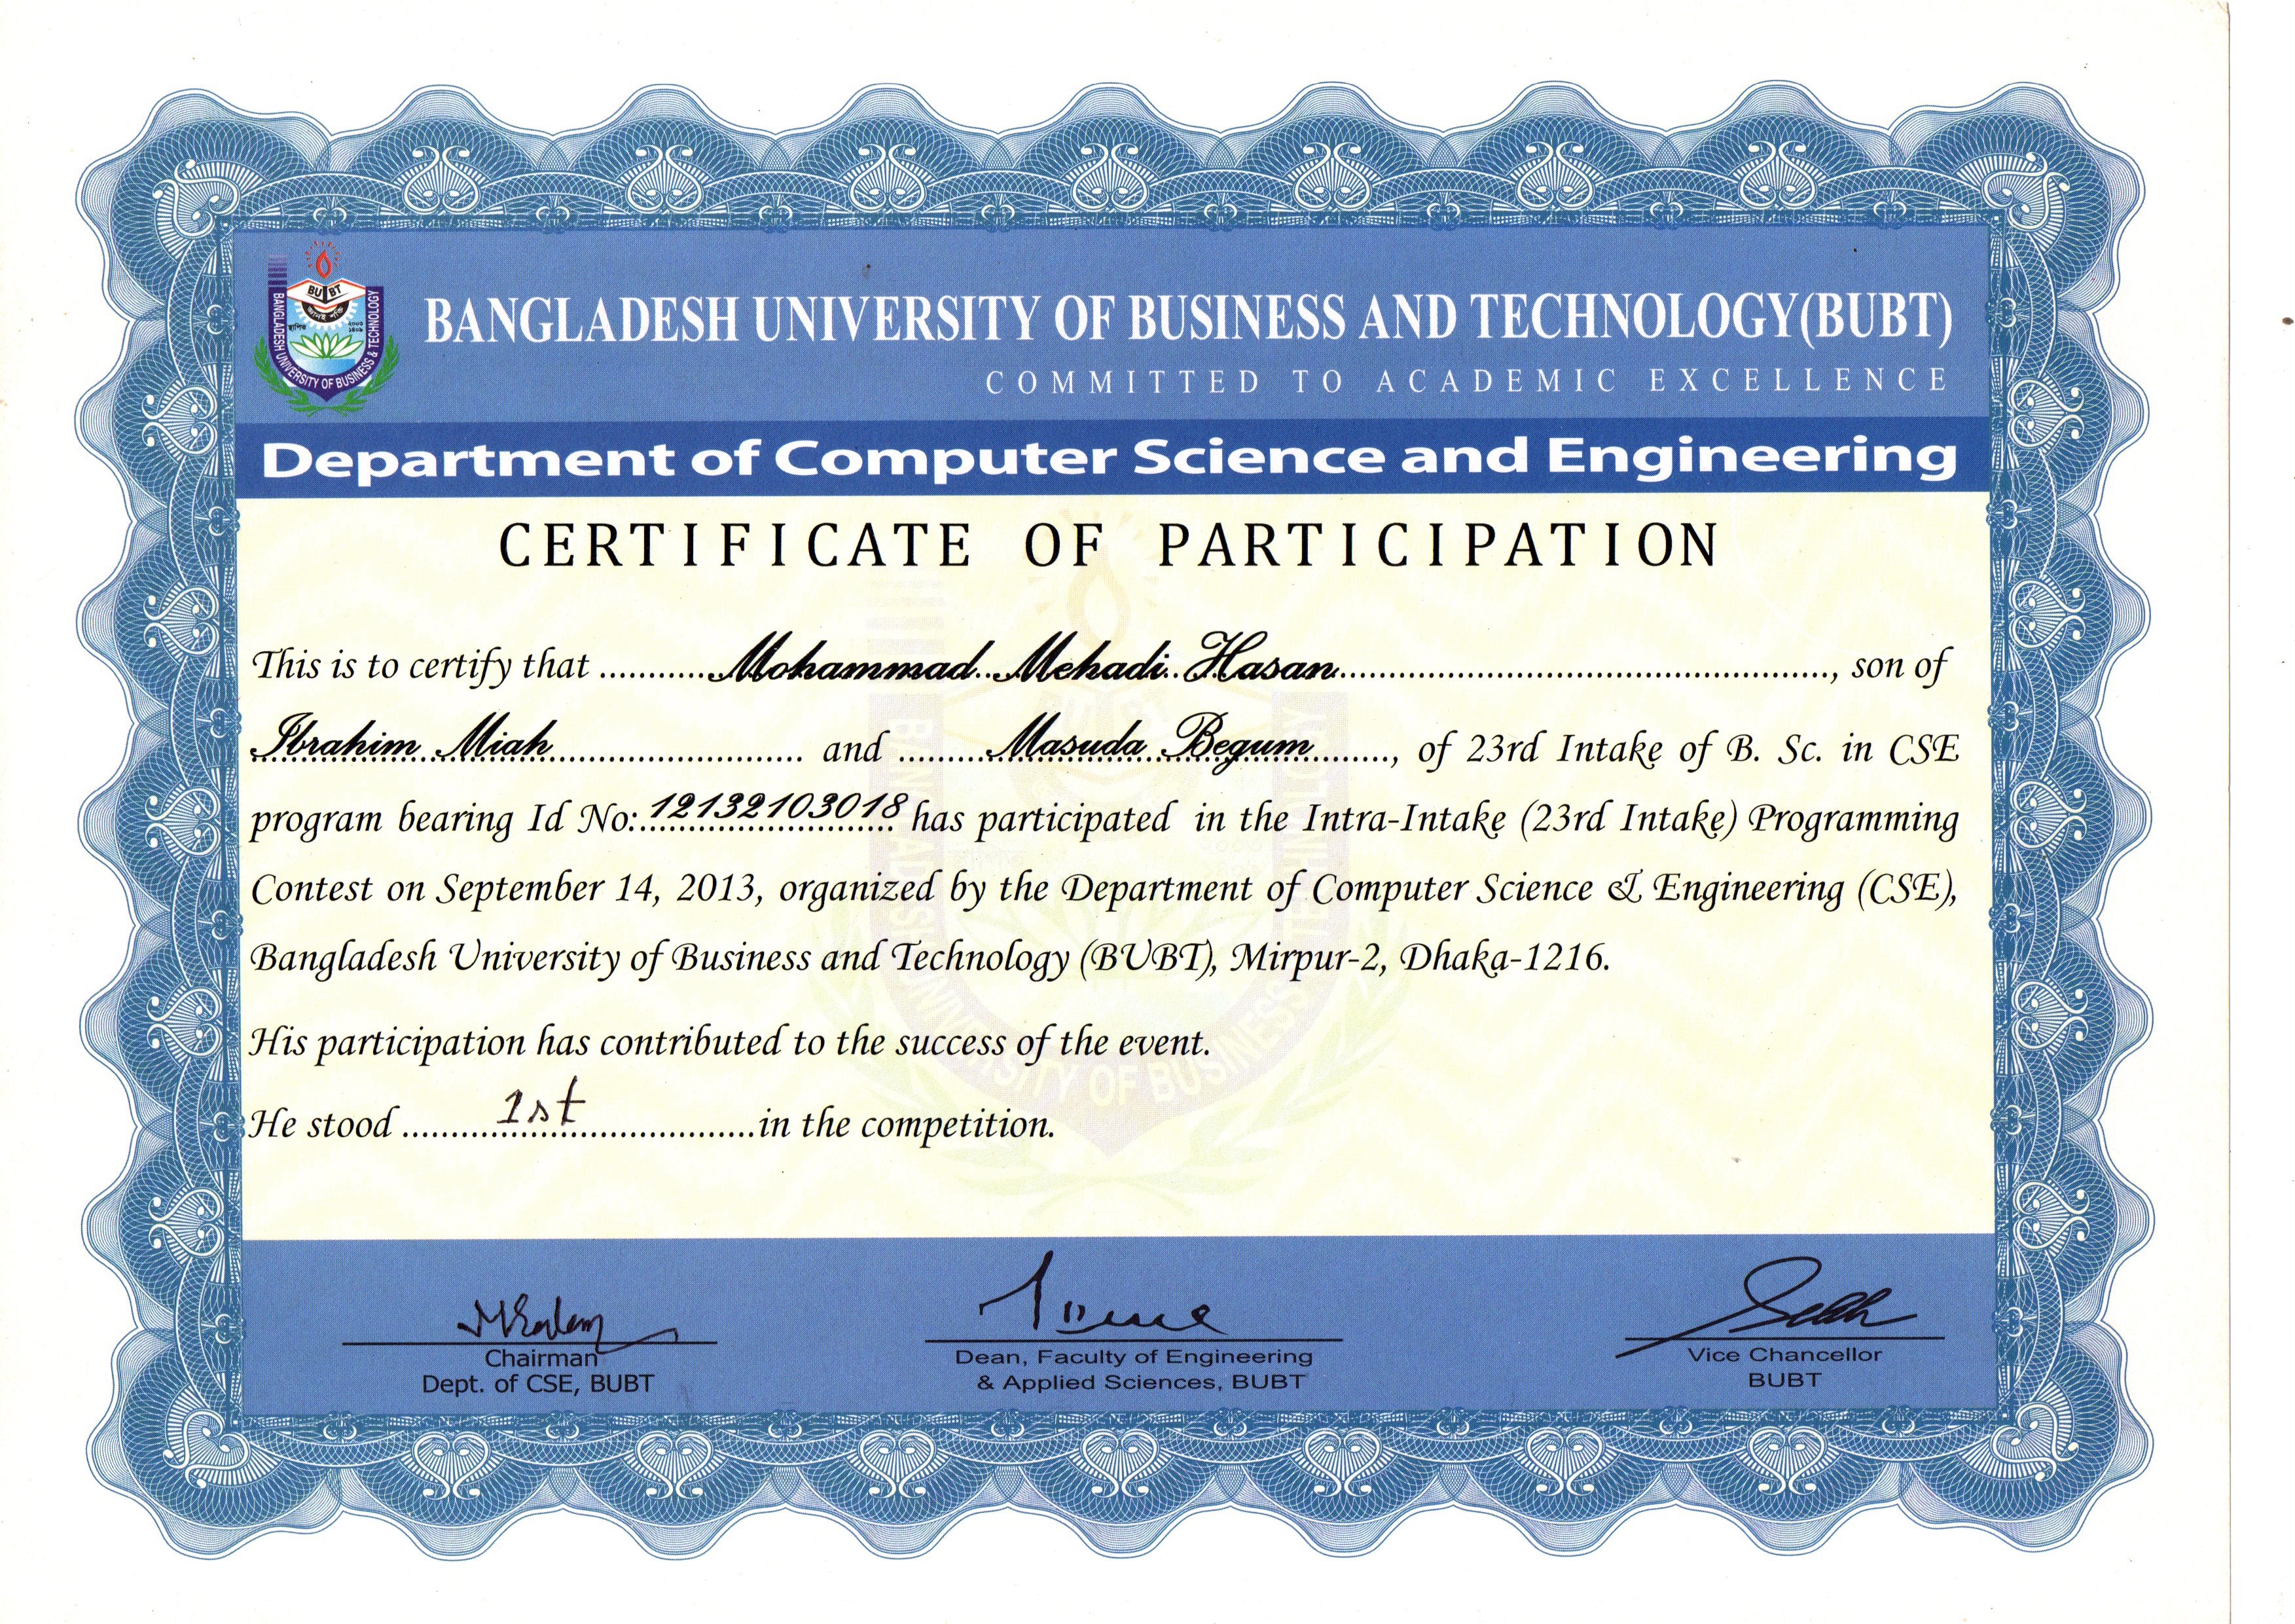 BANGLADESH UNIVERSITY OF BUSINESS AND TECHNOLOGY(BUBT)
COMMITTED TO ACADEMIC EXCELLENCE
BUBT
জ্ঞানই শক্তি
স্থাপিত
২০০৩
BANGLADESH UNIVERSITY OF BUSINESS & TECHNOLOGY
Department of Computer Science and Engineering
CERTIFICATE OF PARTICIPATION
This is to certify that ........... Mohammad Mehadi Hasan ..........................................., son of
Ibrahim Miah ......................... and ......... Masuda Begum ........, of 23rd Intake of B. Sc. in CSE
program bearing Id No: 12132103018 has participated in the Intra-Intake (23rd Intake) Programming
Contest on September 14, 2013, organized by the Department of Computer Science & Engineering (CSE),
Bangladesh University of Business and Technology (BUBT), Mirpur-2, Dhaka-1216.
His participation has contributed to the success of the event.
He stood .......... 1st ....................in the competition.
Chairman
Dept. of CSE, BUBT
Dean, Faculty of Engineering
& Applied Sciences, BUBT
Vice Chancellor
BUBT